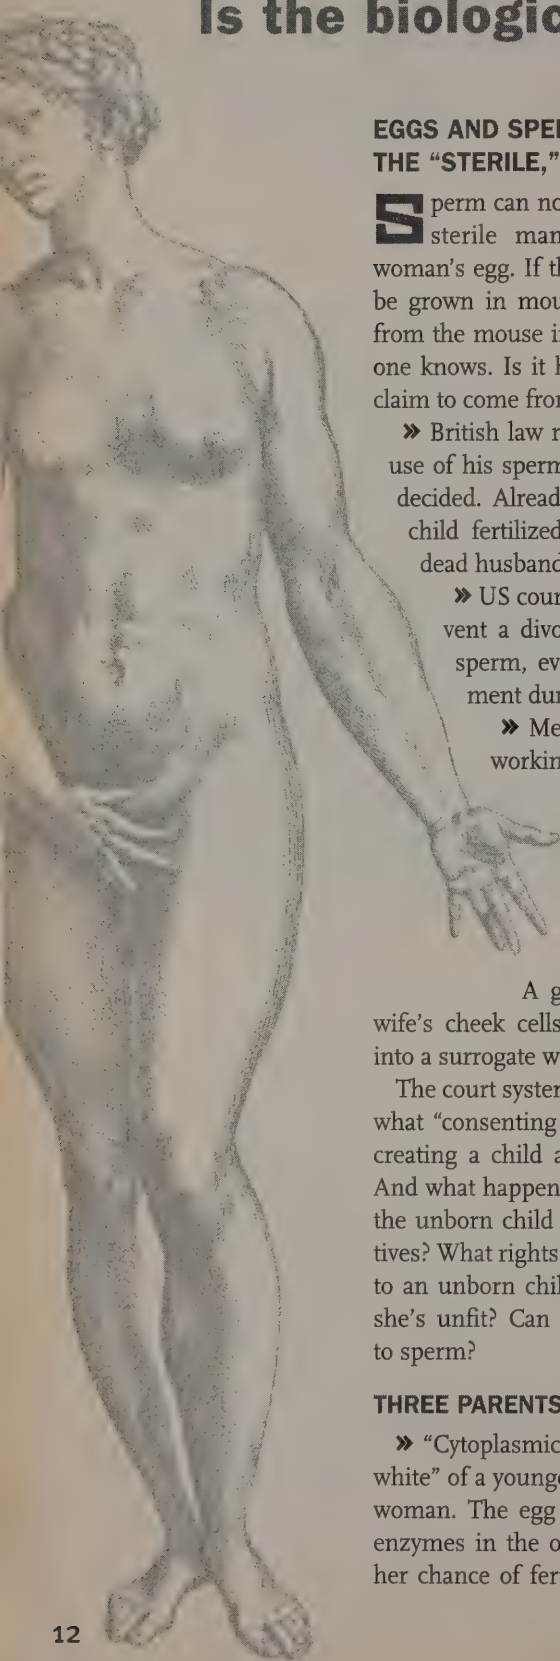 Is the biologic
EGGS AND SPE
THE “STERILE,”
Sperm can no
sterile man
woman’s egg. If th
be grown in mou
from the mouse i
one knows. Is it h
claim to come from
» British law r
use of his sperm
decided. Alread
child fertilized
dead husband
» US cour
vent a divo
sperm, ev
ment dur
» Me
workin
A g
wife’s cheek cells
into a surrogate w
The court system
what “consenting
creating a child a
And what happen
the unborn child
tives? What rights
to an unborn chil
she’s unfit? Can
to sperm?
THREE PARENTS
» “Cytoplasmic
white” of a younge
woman. The egg
enzymes in the o
her chance of fer
12